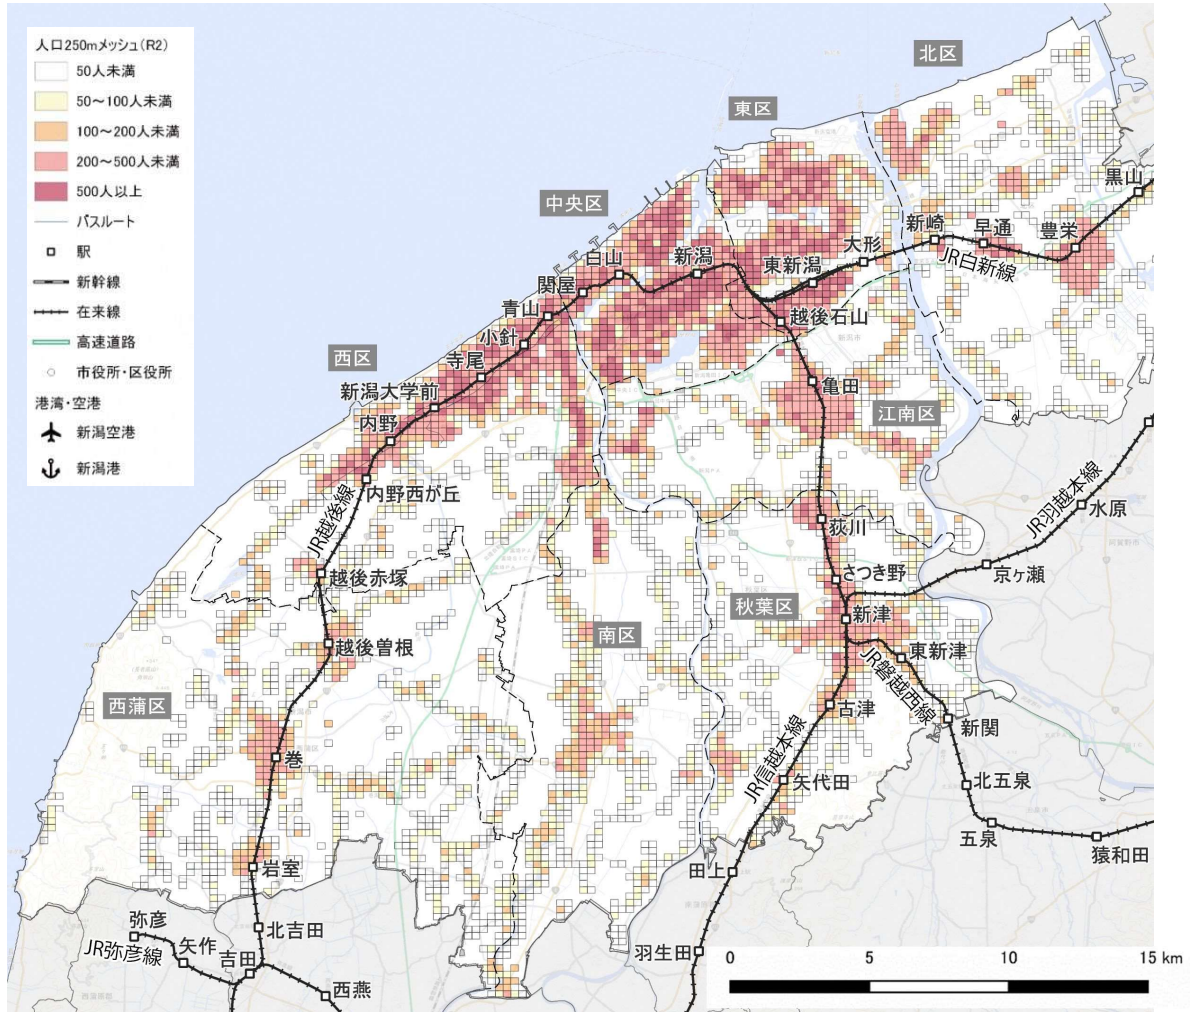 人口250mメッシュ(R2)
50人未満
50〜100人未満
100〜200人未満
200〜500人未満
500人以上
バスルート
駅
新幹線
在来線
高速道路
市役所・区役所
港湾・空港
新潟空港
新潟港
北区
東区
中央区
西区
江南区
秋葉区
南区
西蒲区
黒山
豊栄
早通
新崎
JR白新線
大形
東新潟
新潟
白山
関屋
青山
小針
寺尾
新潟大学前
内野
内野西が丘
JR越後線
越後赤塚
越後曽根
巻
岩室
北吉田
吉田
矢作
弥彦
JR弥彦線
西燕
越後石山
亀田
荻川
さつき野
新津
東新津
JR磐越西線
新関
北五泉
五泉
猿和田
古津
JR信越本線
矢代田
田上
羽生田
JR羽越本線
水原
京ヶ瀬
0 5 10 15 km